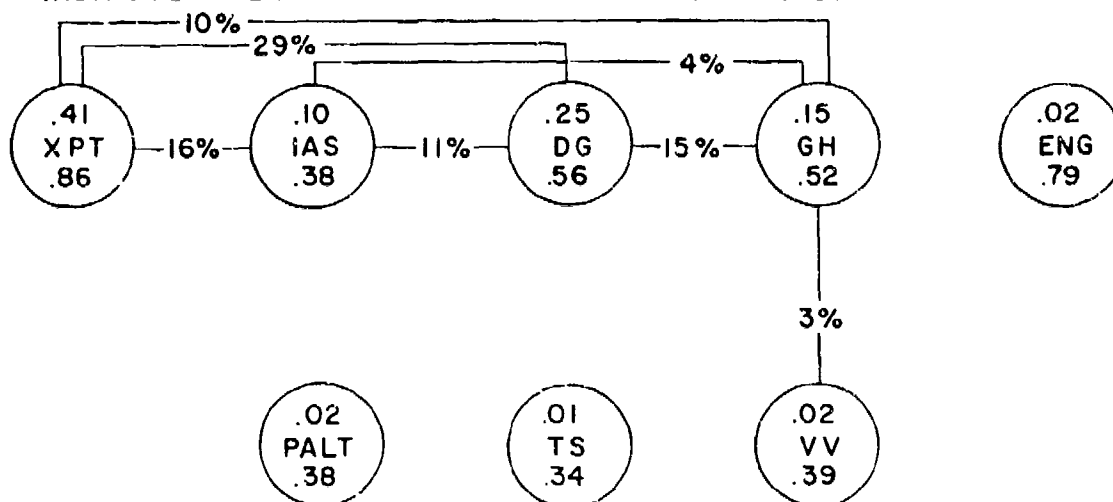 10%
29%
4%
.41
XPT
.86
16%
.10
IAS
.38
11%
.25
DG
.56
15%
.15
GH
.52
.02
ENG
.79
3%
.02
PALT
.38
.01
TS
.34
.02
VV
.39